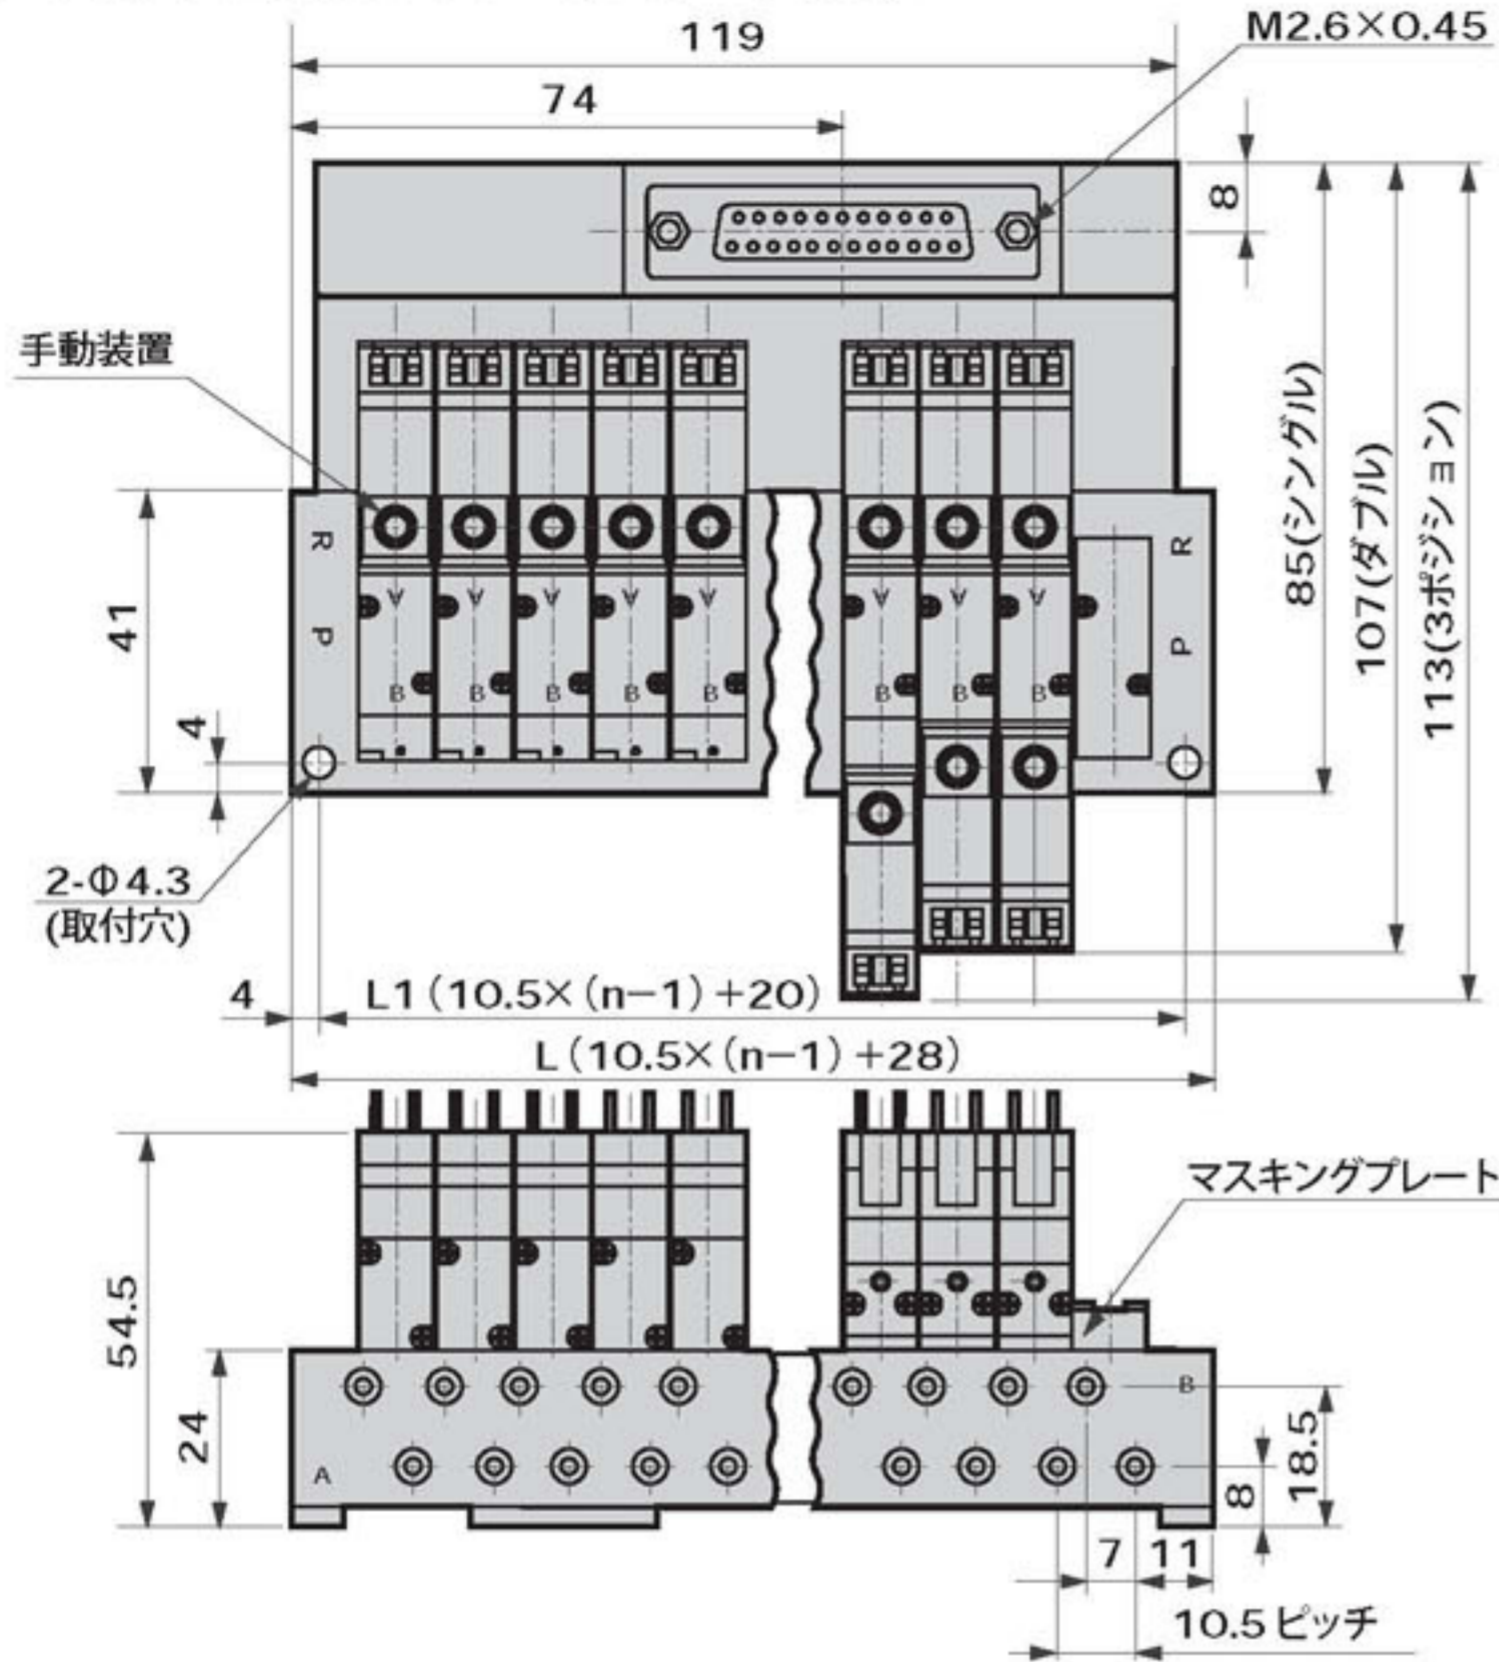 119
M2.6×0.45
74
8
手動装置
85(シングル)
107(ダブル)
113(3ポジション)
R
R
41
P
P
V V V V V V V V
B B B B B B B B
4
2-Φ4.3
(取付穴)
4
L1(10.5×(n−1)+20)
L(10.5×(n−1)+28)
マスキングプレート
54.5
24
B
A
18.5
8
7
11
10.5ピッチ